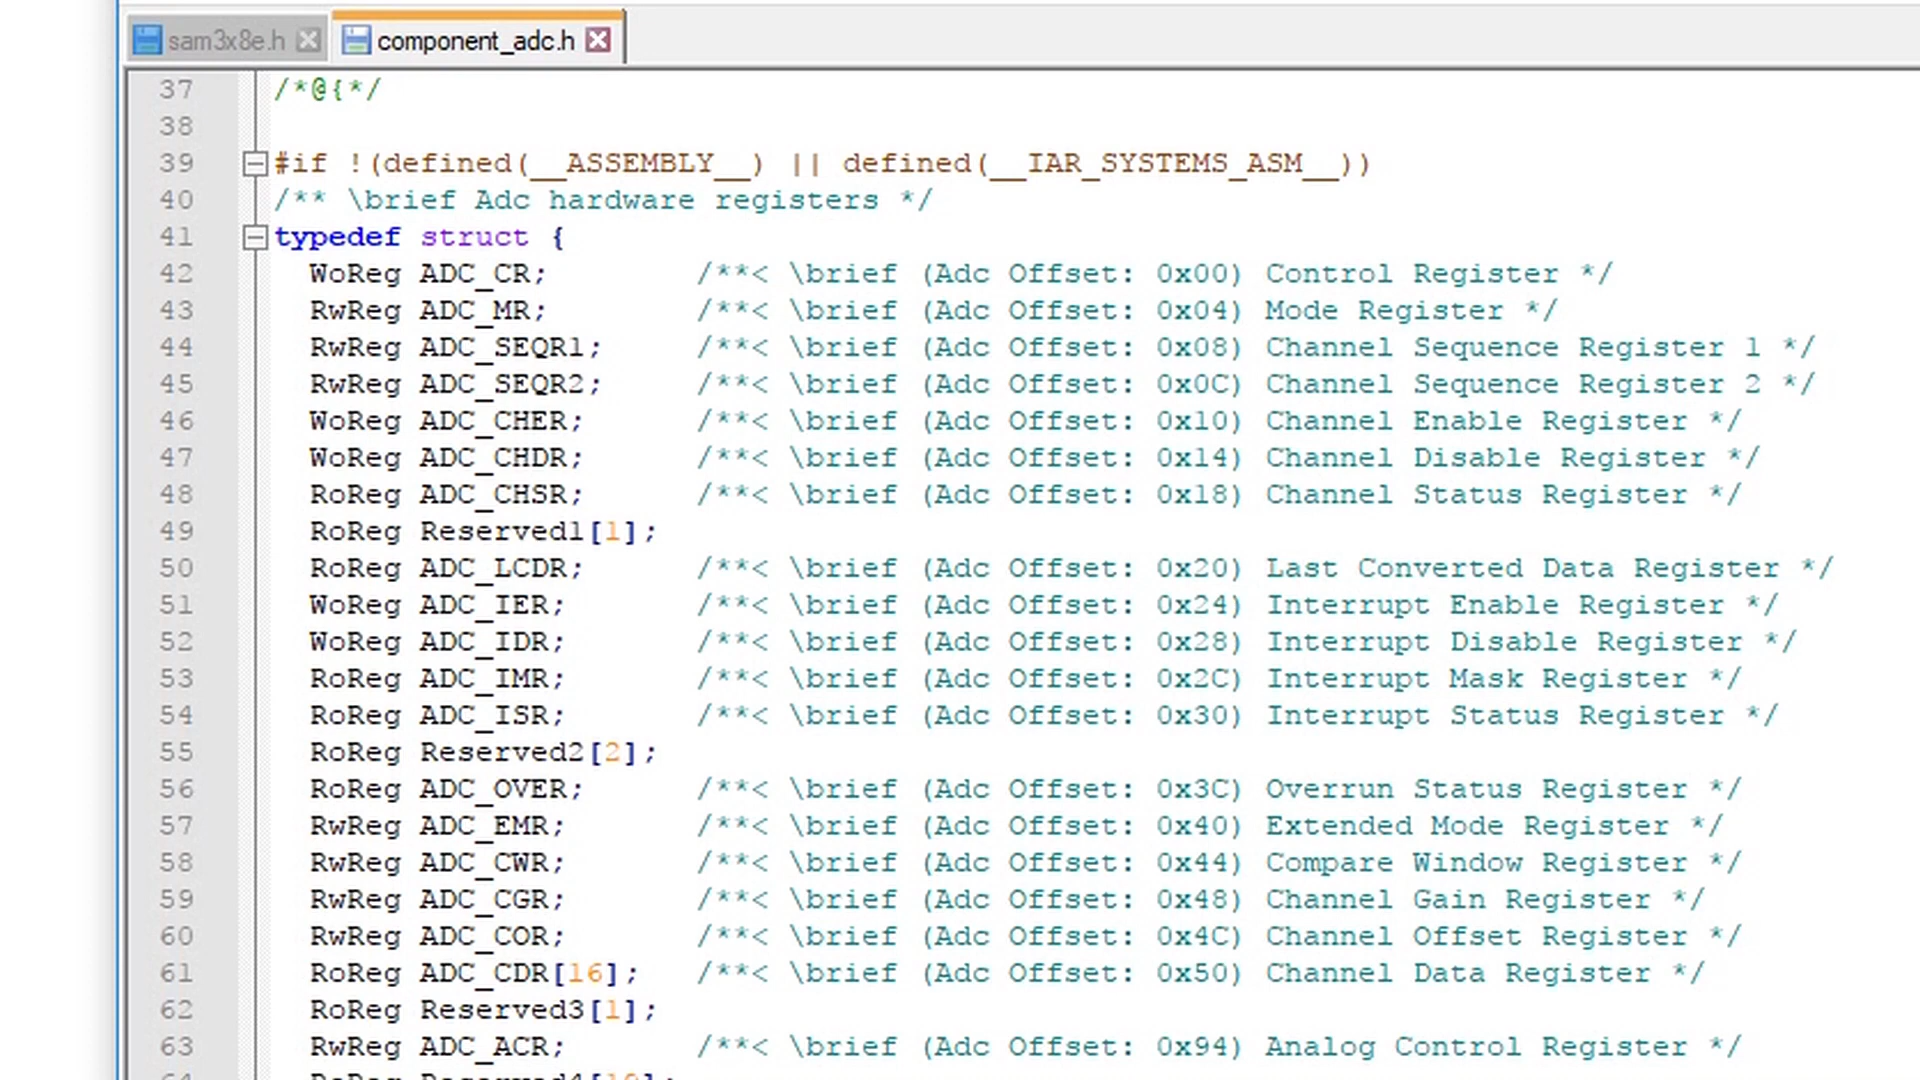 sam3x8e.h component_adc.h
37 /*@{*/
38
39 #if !(defined(__ASSEMBLY__) || defined(__IAR_SYSTEMS_ASM__))
40 /** \brief Adc hardware registers */
41 typedef struct {
42 WoReg ADC_CR; /**< \brief (Adc Offset: 0x00) Control Register */
43 RwReg ADC_MR; /**< \brief (Adc Offset: 0x04) Mode Register */
44 RwReg ADC_SEQR1; /**< \brief (Adc Offset: 0x08) Channel Sequence Register 1 */
45 RwReg ADC_SEQR2; /**< \brief (Adc Offset: 0x0C) Channel Sequence Register 2 */
46 WoReg ADC_CHER; /**< \brief (Adc Offset: 0x10) Channel Enable Register */
47 WoReg ADC_CHDR; /**< \brief (Adc Offset: 0x14) Channel Disable Register */
48 RoReg ADC_CHSR; /**< \brief (Adc Offset: 0x18) Channel Status Register */
49 RoReg Reserved1[1];
50 RoReg ADC_LCDR; /**< \brief (Adc Offset: 0x20) Last Converted Data Register */
51 WoReg ADC_IER; /**< \brief (Adc Offset: 0x24) Interrupt Enable Register */
52 WoReg ADC_IDR; /**< \brief (Adc Offset: 0x28) Interrupt Disable Register */
53 RoReg ADC_IMR; /**< \brief (Adc Offset: 0x2C) Interrupt Mask Register */
54 RoReg ADC_ISR; /**< \brief (Adc Offset: 0x30) Interrupt Status Register */
55 RoReg Reserved2[2];
56 RoReg ADC_OVER; /**< \brief (Adc Offset: 0x3C) Overrun Status Register */
57 RwReg ADC_EMR; /**< \brief (Adc Offset: 0x40) Extended Mode Register */
58 RwReg ADC_CWR; /**< \brief (Adc Offset: 0x44) Compare Window Register */
59 RwReg ADC_CGR; /**< \brief (Adc Offset: 0x48) Channel Gain Register */
60 RwReg ADC_COR; /**< \brief (Adc Offset: 0x4C) Channel Offset Register */
61 RoReg ADC_CDR[16]; /**< \brief (Adc Offset: 0x50) Channel Data Register */
62 RoReg Reserved3[1];
63 RwReg ADC_ACR; /**< \brief (Adc Offset: 0x94) Analog Control Register */